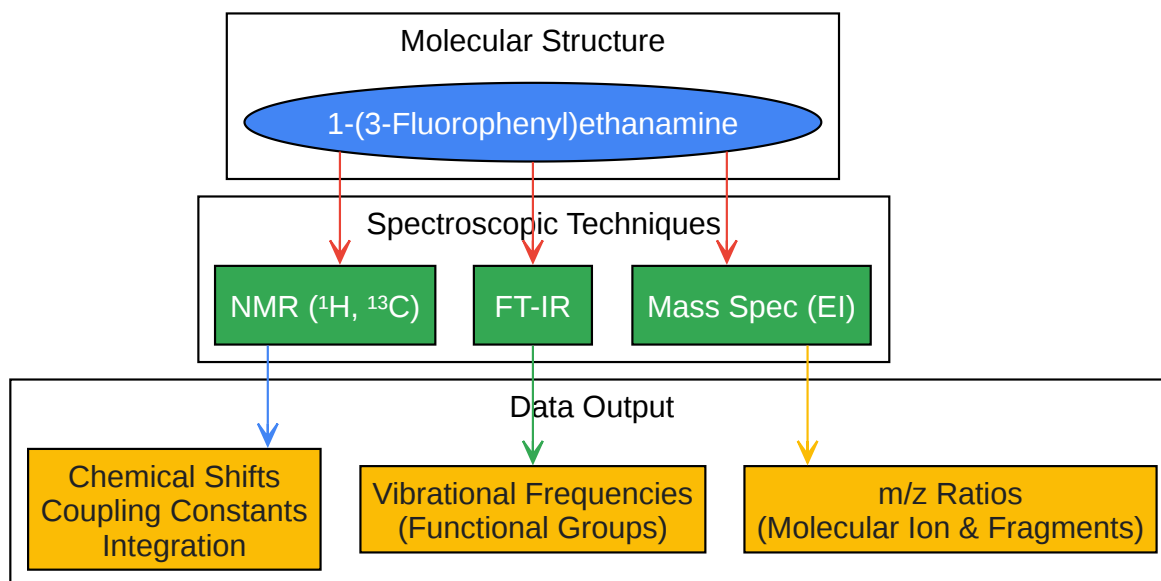 Molecular Structure
1-(3-Fluorophenyl)ethanamine
Spectroscopic Techniques
NMR (¹H, ¹³C)
FT-IR
Mass Spec (EI)
Data Output
Chemical Shifts
Coupling Constants
Integration
Vibrational Frequencies
(Functional Groups)
m/z Ratios
(Molecular Ion & Fragments)